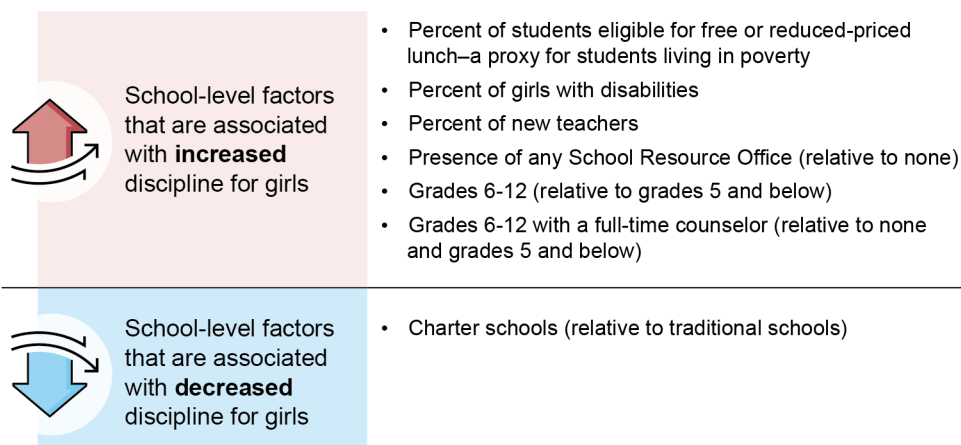 School-level factors
that are associated
with increased
discipline for girls
• Percent of students eligible for free or reduced-priced
lunch–a proxy for students living in poverty
• Percent of girls with disabilities
• Percent of new teachers
• Presence of any School Resource Office (relative to none)
• Grades 6-12 (relative to grades 5 and below)
• Grades 6-12 with a full-time counselor (relative to none
and grades 5 and below)
School-level factors
that are associated
with decreased
discipline for girls
• Charter schools (relative to traditional schools)